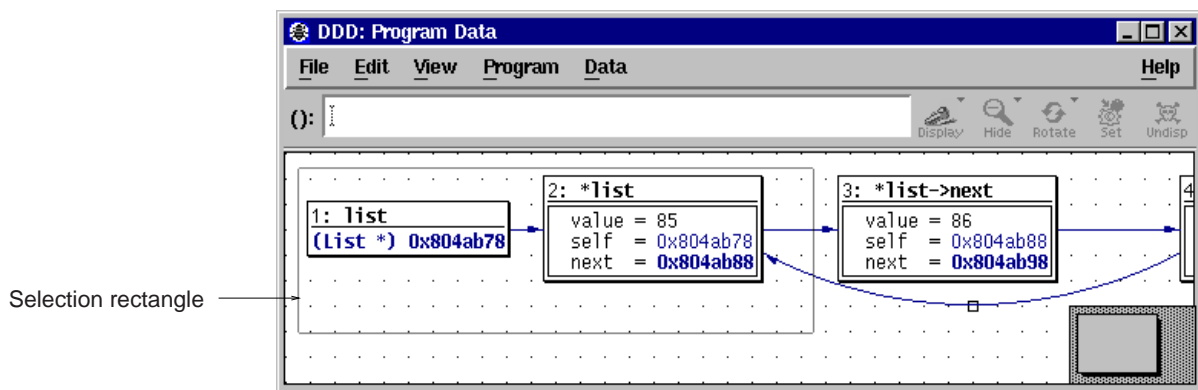 DDD: Program Data
File Edit View Program Data Help
():
Display Hide Rotate Set Undisp
1: list
(List *) 0x804ab78
2: *list
value = 85
self = 0x804ab78
next = 0x804ab88
3: *list->next
value = 86
self = 0x804ab88
next = 0x804ab98
4
Selection rectangle